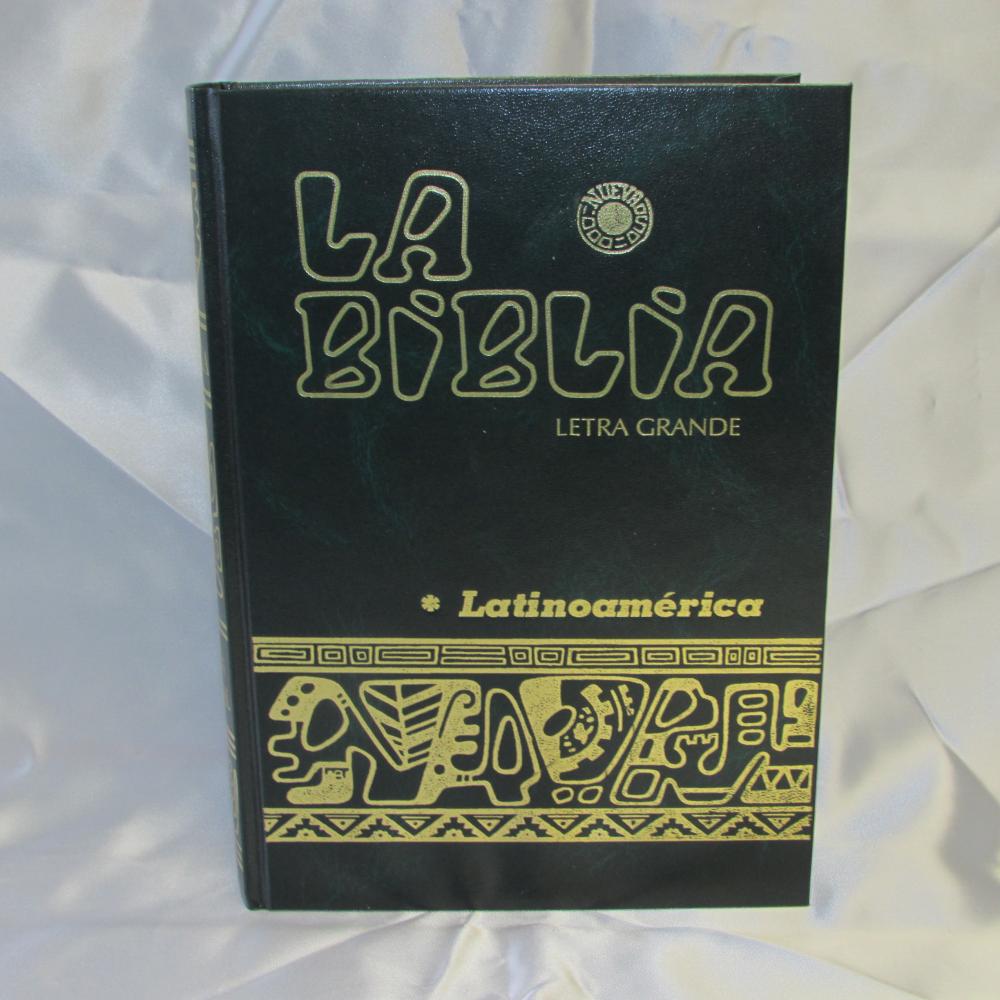 LA
NUEVA
BIBLIA
LETRA GRANDE
* Latinoamérica